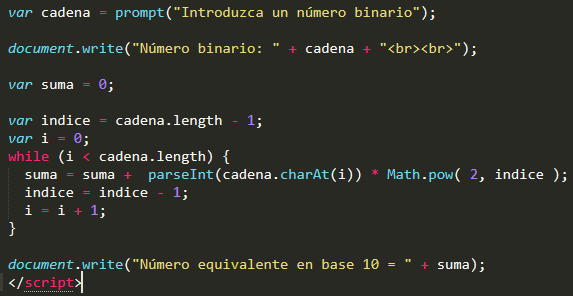 var cadena = prompt("Introduzca un número binario");
document.write("Número binario: " + cadena + "<br><br>");
var suma = 0;
var indice = cadena.length - 1;
var i = 0;
while (i < cadena.length) {
suma = suma +  parseInt(cadena.charAt(i)) * Math.pow( 2, indice );
indice = indice - 1;
i = i + 1;
}
document.write("Número equivalente en base 10 = " + suma);
</script>